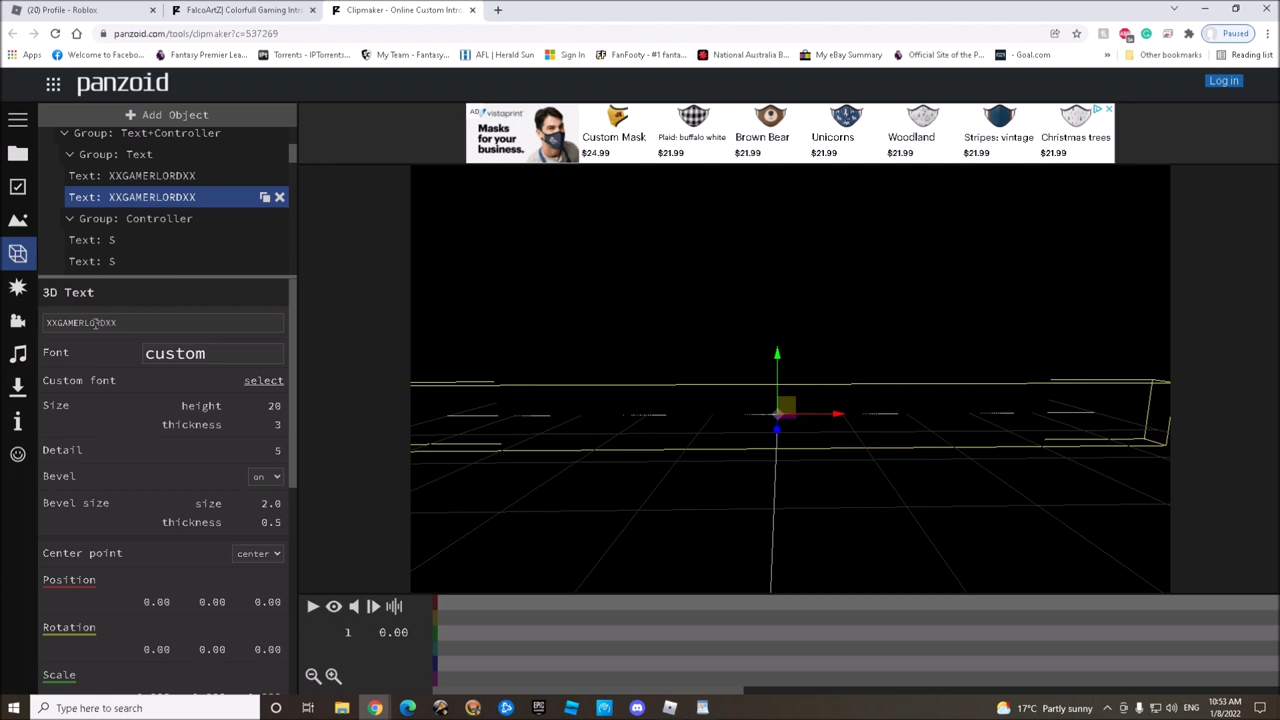 (20) Profile - Roblox
FalcoArtZ| Colorfull Gaming Intr
Clipmaker - Online Custom Intro
panzoid.com/tools/clipmaker?c=537269
Paused
Welcome to Faceb...
Fantasy Premier Lea...
Torrents - IPTorrents...
My Team - Fantasy...
AFL | Herald Sun
Sign In
FanFooty - #1 fanta...
National Australia B...
My eBay Summary
Official Site of the P...
- Goal.com
»
Other bookmarks
Reading list
panzoid
Log in
+ Add Object
Group: Text+Controller
Group: Text
Text: XXGAMERLORDXX
Text: XXGAMERLORDXX
Group: Controller
Text: S
Text: S
AD vistaprint
Masks for your business.
Custom Mask
$24.99
Plaid: buffalo white
$21.99
Brown Bear
$21.99
Unicorns
$21.99
Woodland
$21.99
Stripes: vintage
$21.99
Christmas trees
$21.99
3D Text
XXGAMERLORDXX
Font custom
Custom font select
Size height 20
thickness 3
Detail 5
Bevel on
Bevel size size 2.0
thickness 0.5
Center point center
Position
0.00 0.00 0.00
Rotation
0.00 0.00 0.00
Scale
1 0.00
Type here to search
EPIC
17°C Partly sunny
ENG
10:53 AM
1/8/2022